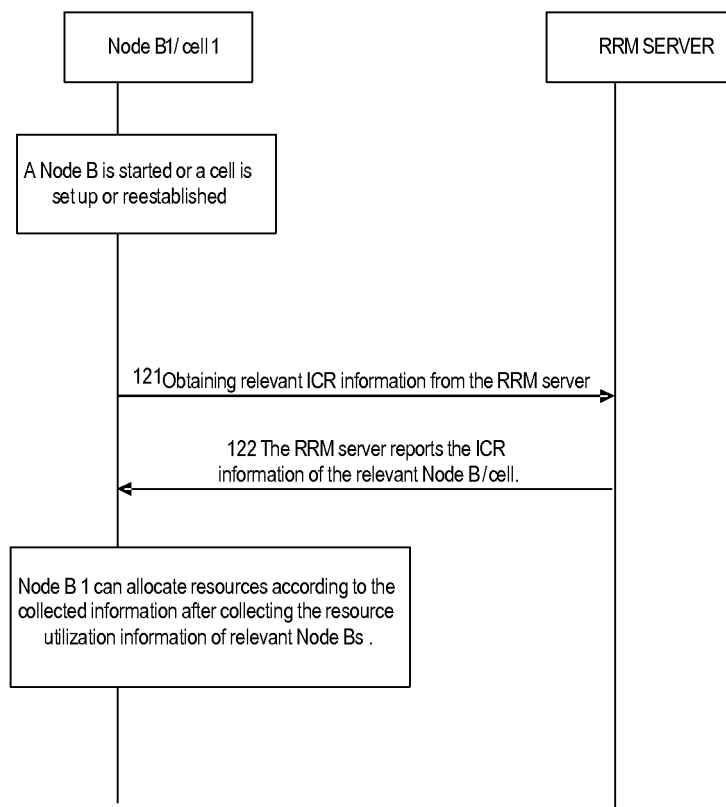 Node B1/ cell 1
RRM SERVER
A Node B is started or a cell is
set up or reestablished
121 Obtaining relevant ICR information from the RRM server
122 The RRM server reports the ICR
information of the relevant Node B/cell.
Node B 1 can allocate resources according to the
collected information after collecting the resource
utilization information of relevant Node Bs .